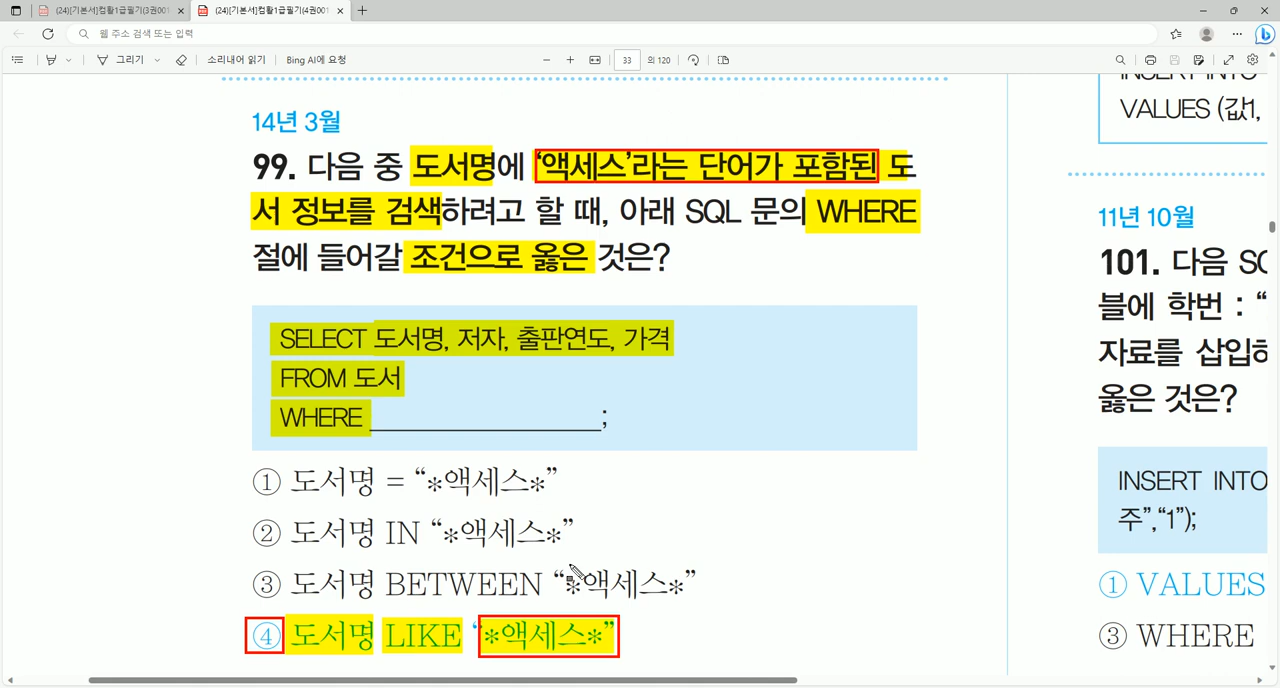 (24)[기본서]컴활1급필기(3권001
(24)[기본서]컴활1급필기(4권001
웹 주소 검색 또는 입력
그리기
소리내어 읽기
Bing AI에 요청
33
의 120
14년 3월
99. 다음 중 도서명에 ‘액세스’라는 단어가 포함된 도
서 정보를 검색하려고 할 때, 아래 SQL 문의 WHERE
절에 들어갈 조건으로 옳은 것은?
SELECT 도서명, 저자, 출판연도, 가격
FROM 도서
WHERE ____________________;
① 도서명 = “*액세스*”
② 도서명 IN “*액세스*”
③ 도서명 BETWEEN “*액세스*”
④ 도서명 LIKE “*액세스*”
INSERT INTO
VALUES (값1,
11년 10월
101. 다음 SQ
블에 학번 : “
자료를 삽입하
옳은 것은?
INSERT INTO
주”,“1”);
① VALUES
③ WHERE